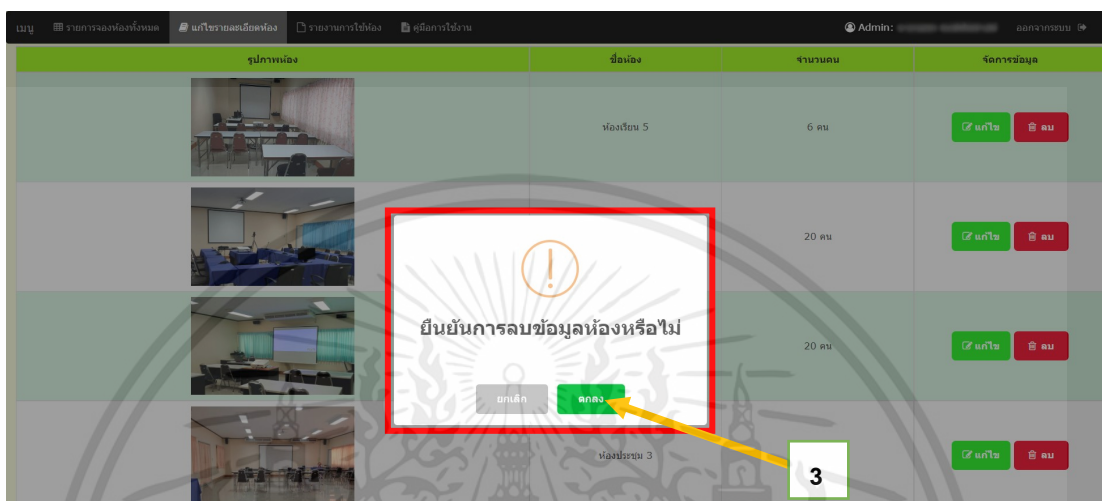 เมนู รายการจองห้องทั้งหมด แก้ไขรายละเอียดห้อง รายงานการใช้ห้อง คู่มือการใช้งาน Admin: ออกจากระบบ
รูปภาพห้อง ชื่อห้อง จำนวนคน จัดการข้อมูล
ห้องเรียน 5 6 คน แก้ไข ลบ
20 คน แก้ไข ลบ
ยืนยันการลบข้อมูลห้องหรือไม่
20 คน แก้ไข ลบ
ยกเลิก ตกลง
ห้องประชุม 3 แก้ไข ลบ
3